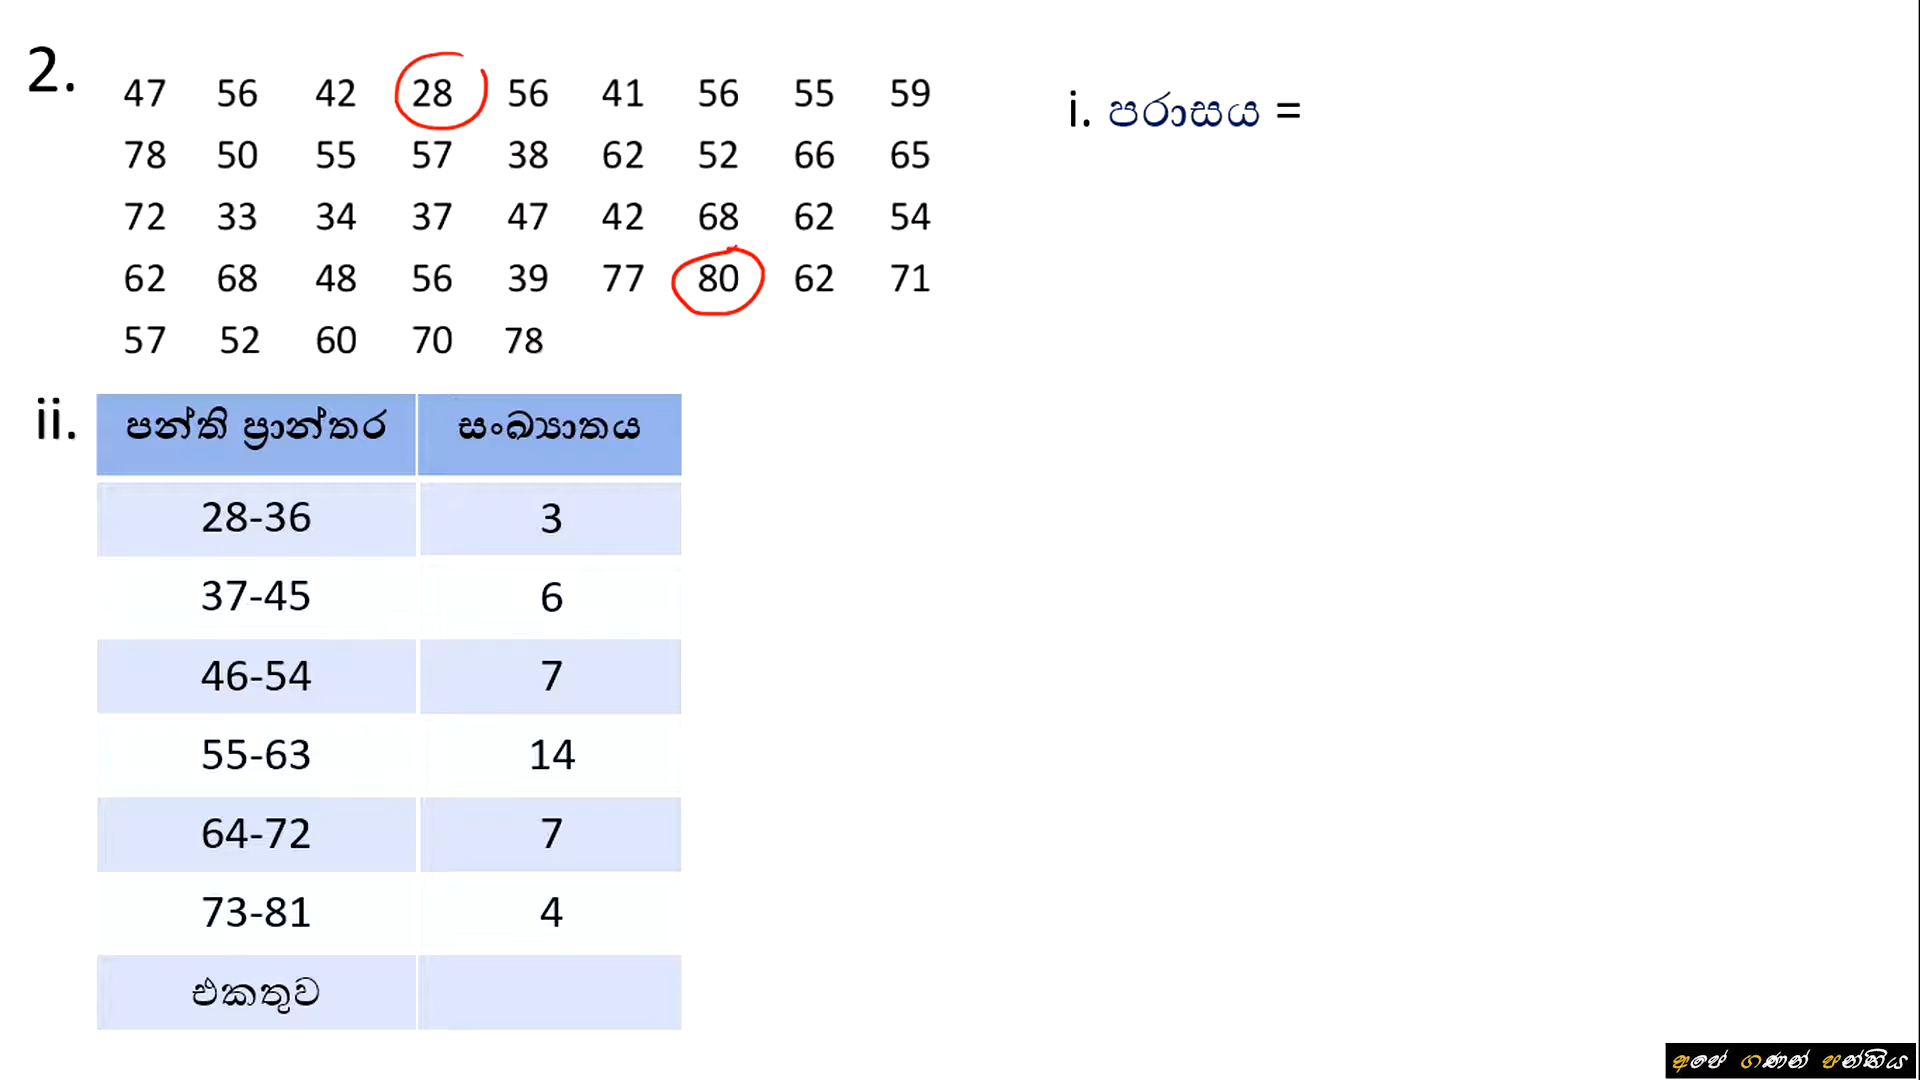 2.
47 56 42 28 56 41 56 55 59
78 50 55 57 38 62 52 66 65
72 33 34 37 47 42 68 62 54
62 68 48 56 39 77 80 62 71
57 52 60 70 78
i. පරාසය =
ii.
පන්ති ප්‍රාන්තර සංඛ්‍යාතය
28-36 3
37-45 6
46-54 7
55-63 14
64-72 7
73-81 4
එකතුව
අපේ ගණන් පන්තිය